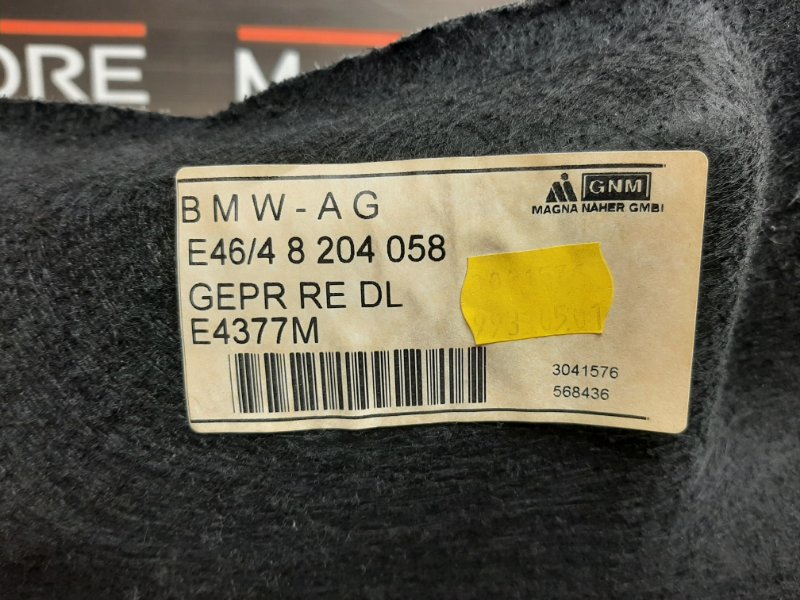 ORE M
BMW-AG
GNM
MAGNA NAHER GMBI
E46/4 8 204 058
GEPR RE DL
E4377M
3041576
568436